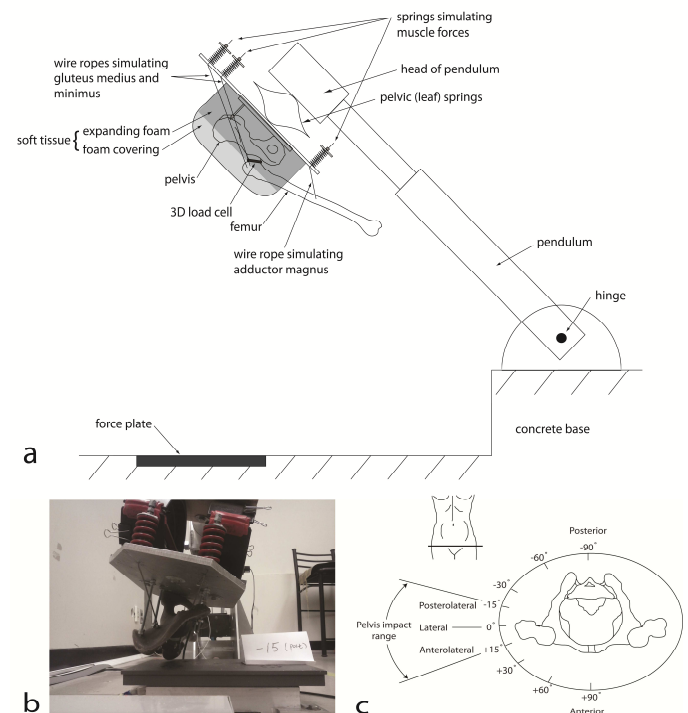 springs simulating
muscle forces
wire ropes simulating
gluteus medius and
minimus
head of pendulum
pelvic (leaf) springs
soft tissue { expanding foam
foam covering
pelvis
3D load cell
femur
wire rope simulating
adductor magnus
pendulum
hinge
force plate
concrete base
a
b
-15 (post)
c
Posterior
-90°
-60°
-30°
Posterolateral -15°
Pelvis impact
range
Lateral 0°
Anterolateral +15°
+30°
+60°
+90°
Anterior